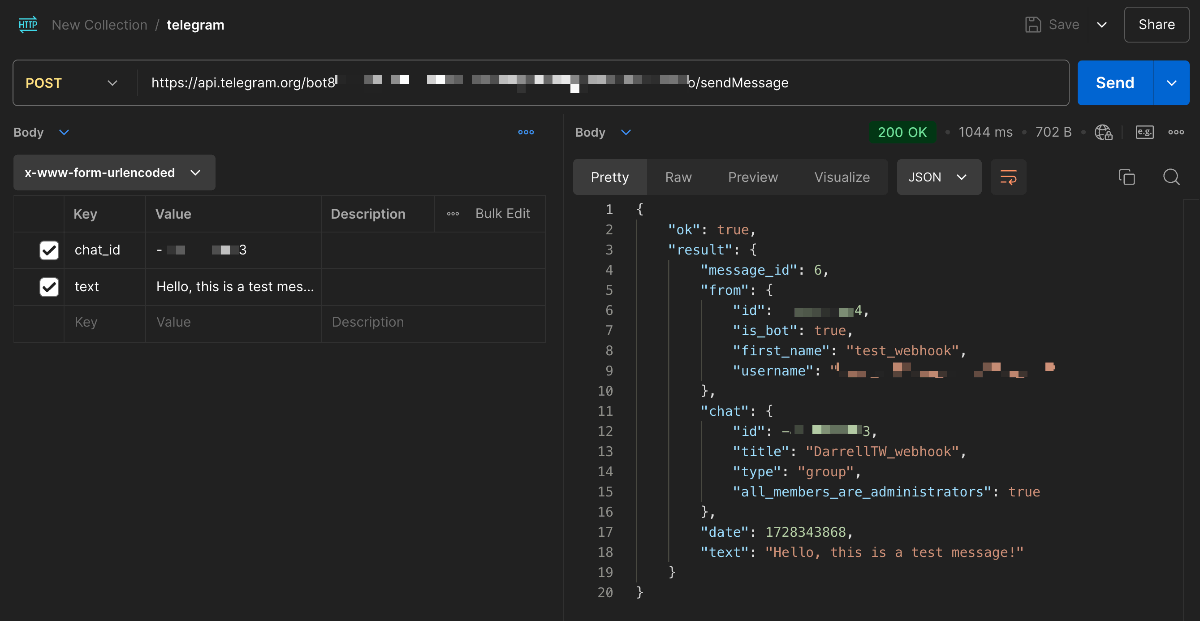 HTTP New Collection / telegram Save Share
POST https://api.telegram.org/bot8 o/sendMessage Send
Body ooo Body 200 OK • 1044 ms • 702 B • e.g. ooo
x-www-form-urlencoded Pretty Raw Preview Visualize JSON
Key Value Description ooo Bulk Edit
chat_id - 3
text Hello, this is a test mes...
Key Value Description
1 {
2 "ok": true,
3 "result": {
4 "message_id": 6,
5 "from": {
6 "id": 4,
7 "is_bot": true,
8 "first_name": "test_webhook",
9 "username": "
10 },
11 "chat": {
12 "id": - 3,
13 "title": "DarrellTW_webhook",
14 "type": "group",
15 "all_members_are_administrators": true
16 },
17 "date": 1728343868,
18 "text": "Hello, this is a test message!"
19 }
20 }